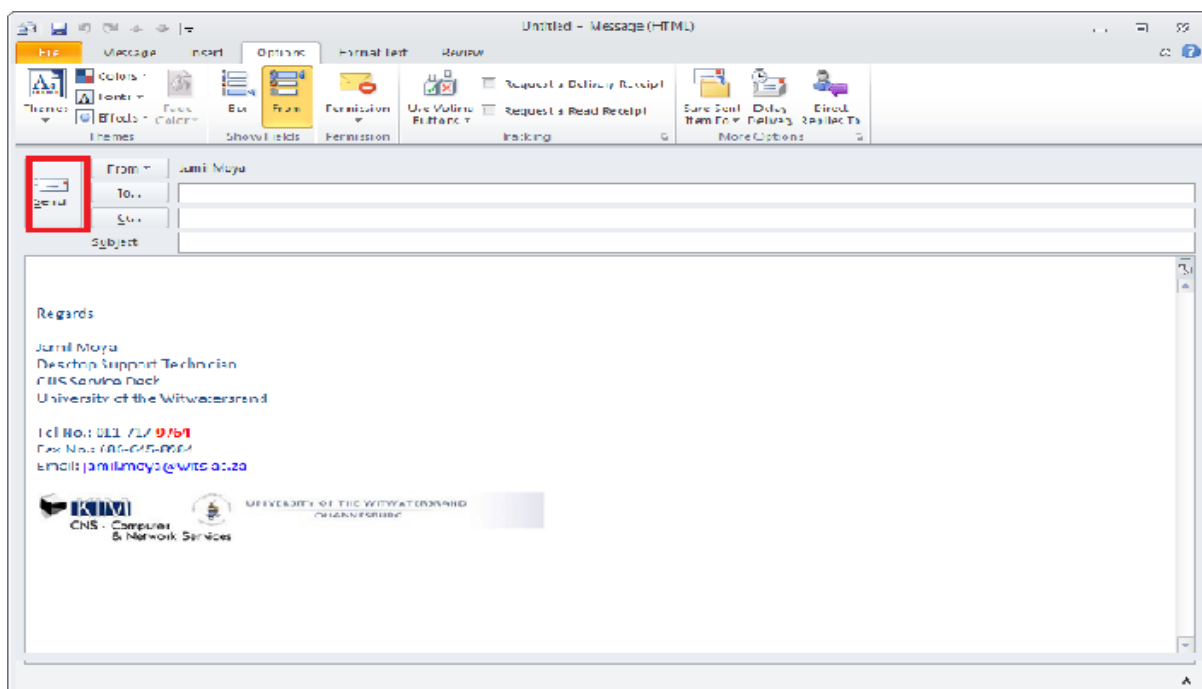 Untitled - Message (HTML)
File Message Insert Options Format Text Review
Themes Colors Fonts Effects Page Color Bcc From Permission Use Voting Buttons Request a Delivery Receipt Request a Read Receipt Save Sent Item To Delay Delivery Direct Replies To
Themes Show Fields Permission Tracking More Options
From Jamil Moya
Send To...
Cc...
Subject
Regards
Jamil Moya
Desktop Support Technician
CNS Service Desk
University of the Witwatersrand
Tel No.: 011 717 9764
Fax No.:
Email: jamil.moya@wits.ac.za
KIM
CNS - Computer
& Network Services
UNIVERSITY OF THE WITWATERSRAND
JOHANNESBURG